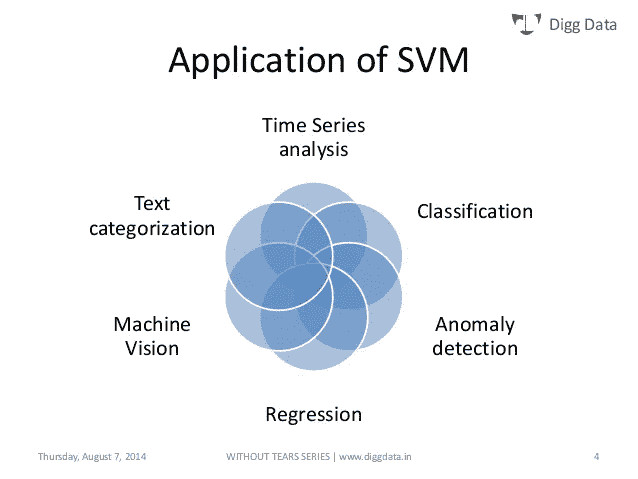 Digg Data
Application of SVM
Time Series
analysis
Text
categorization
Classification
Machine
Vision
Anomaly
detection
Regression
Thursday, August 7, 2014
WITHOUT TEARS SERIES | www.diggdata.in
4